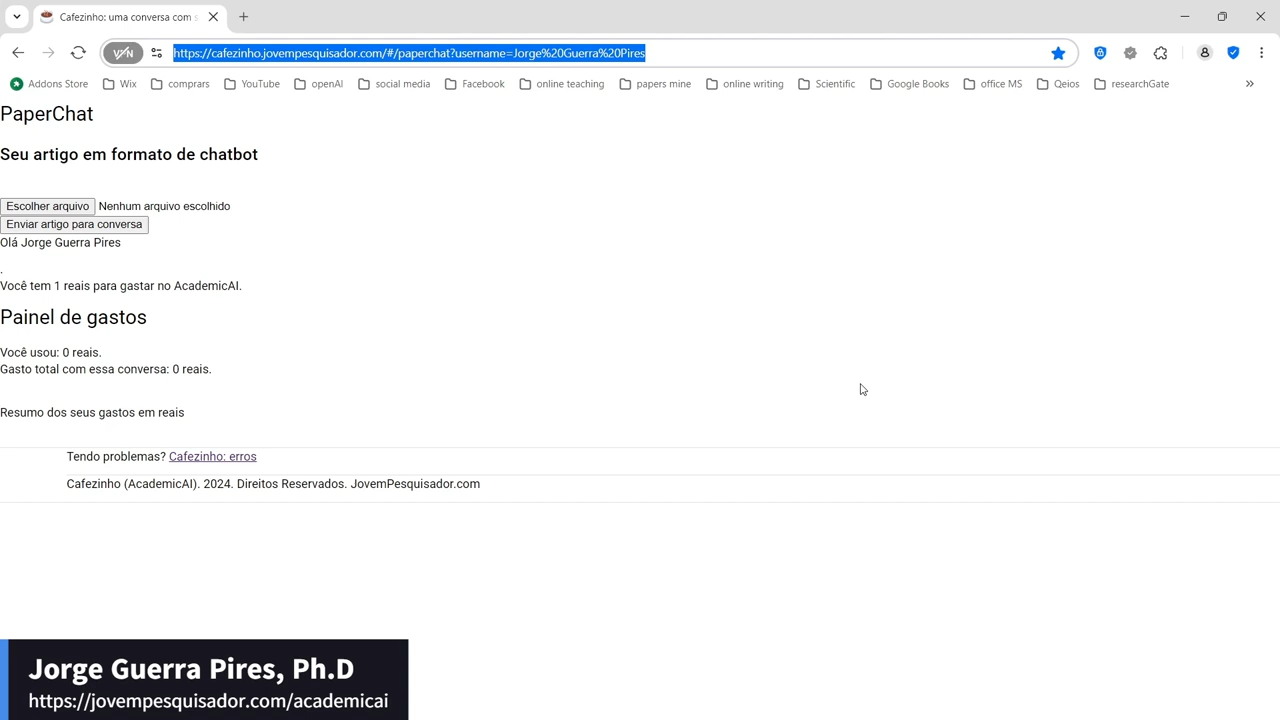 Cafezinho: uma conversa com s
https://cafezinho.jovempesquisador.com/#/paperchat?username=Jorge%20Guerra%20Pires
Addons Store Wix comprars YouTube openAI social media Facebook online teaching papers mine online writing Scientific Google Books office MS Qeios researchGate »
PaperChat
Seu artigo em formato de chatbot
Escolher arquivo Nenhum arquivo escolhido
Enviar artigo para conversa
Olá Jorge Guerra Pires
.
Você tem 1 reais para gastar no AcademicAI.
Painel de gastos
Você usou: 0 reais.
Gasto total com essa conversa: 0 reais.
Resumo dos seus gastos em reais
Tendo problemas? Cafezinho: erros
Cafezinho (AcademicAI). 2024. Direitos Reservados. JovemPesquisador.com
Jorge Guerra Pires, Ph.D
https://jovempesquisador.com/academicai